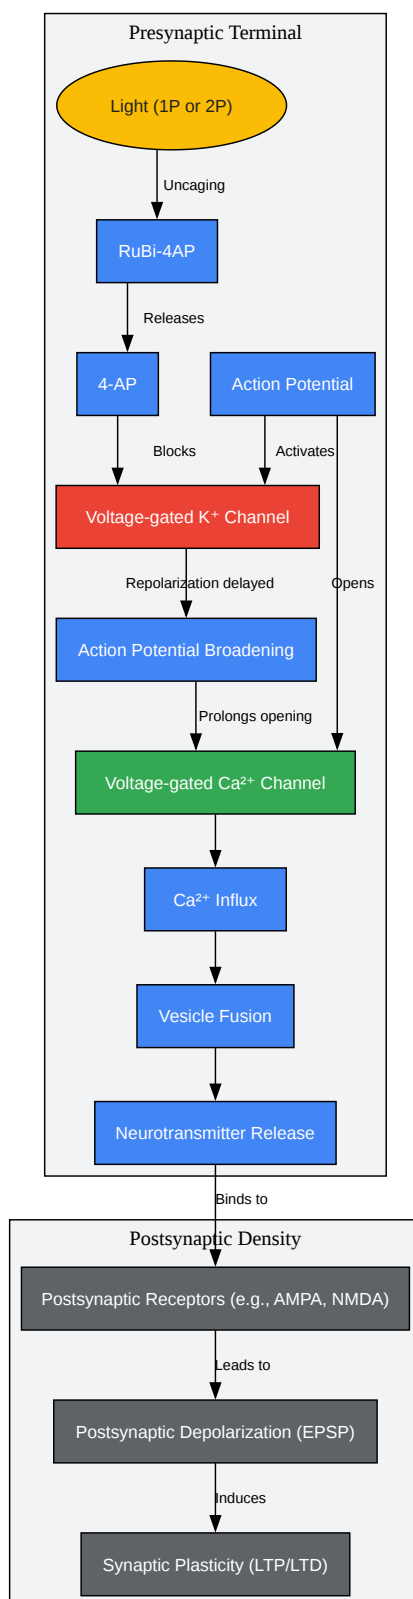 Presynaptic Terminal
Light (1P or 2P)
Uncaging
RuBi-4AP
Releases
4-AP
Action Potential
Blocks
Activates
Voltage-gated K⁺ Channel
Repolarization delayed
Opens
Action Potential Broadening
Prolongs opening
Voltage-gated Ca²⁺ Channel
Ca²⁺ Influx
Vesicle Fusion
Neurotransmitter Release
Binds to
Postsynaptic Density
Postsynaptic Receptors (e.g., AMPA, NMDA)
Leads to
Postsynaptic Depolarization (EPSP)
Induces
Synaptic Plasticity (LTP/LTD)